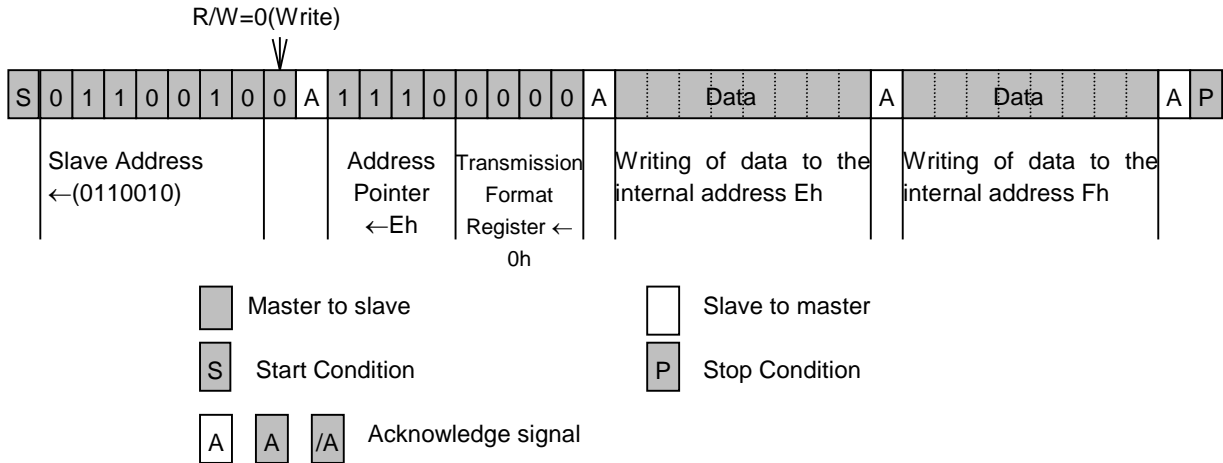 R/W=0(Write)
S 0 1 1 0 0 1 0 0 A 1 1 1 0 0 0 0 0 A Data A Data A P
Slave Address
←(0110010)
Address
Pointer
←Eh
Transmission
Format
Register ←
0h
Writing of data to the
internal address Eh
Writing of data to the
internal address Fh
Master to slave
Slave to master
S Start Condition
P Stop Condition
A A /A Acknowledge signal